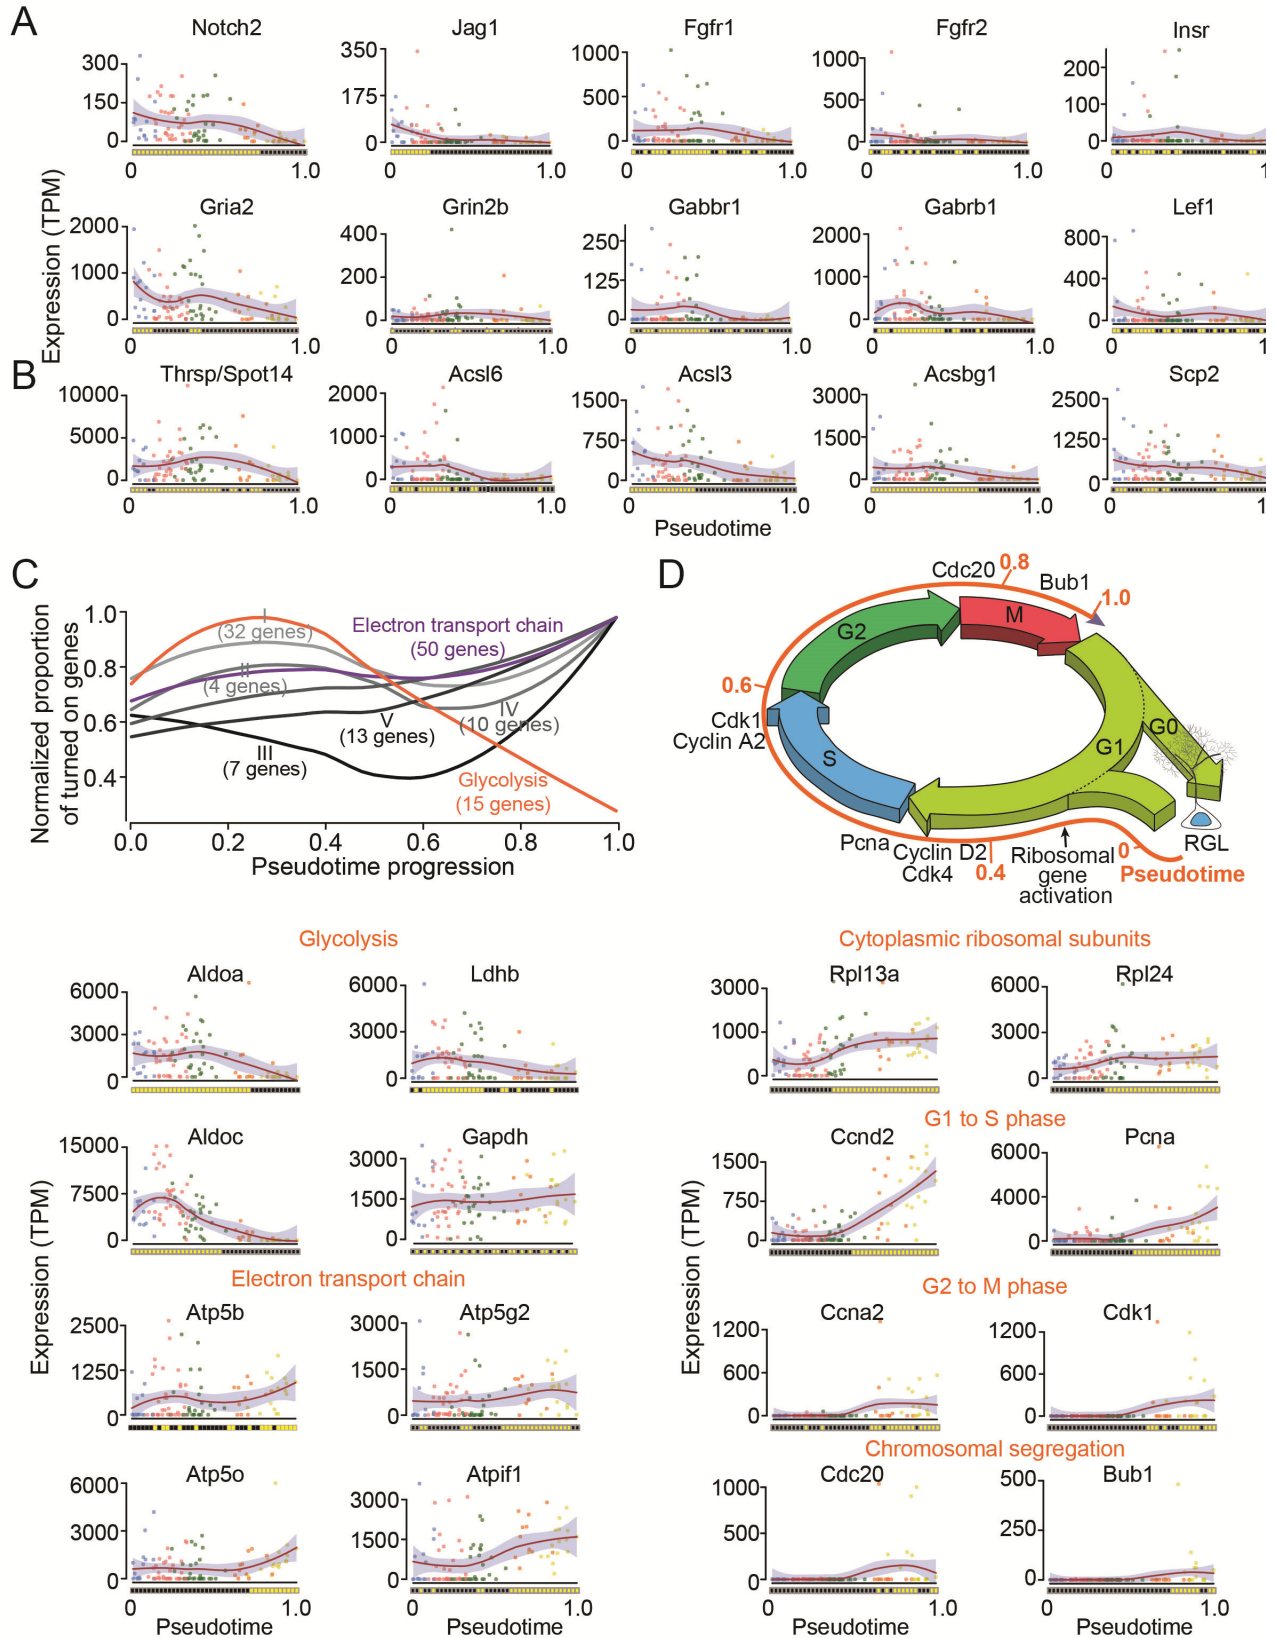 A
Notch2 Jag1 Fgfr1 Fgfr2 Insr
300 350 1000 1000 200
150 175 500 500 100
0 0 0 0 0
0 1.0 0 1.0 0 1.0 0 1.0 0 1
Expression (TPM)
Gria2 Grin2b Gabbr1 Gabrb1 Lef1
2000 400 250 2000 800
1000 200 125 1000 400
0 0 0 0 0
0 1.0 0 1.0 0 1.0 0 1.0 0 1
B
Thrsp/Spot14 Acsl6 Acsl3 Acsbg1 Scp2
10000 2000 1500 3000 2500
5000 1000 750 1500 1250
0 0 0 0 0
0 1.0 0 1.0 0 1.0 0 1.0 0 1
Pseudotime
C
Normalized proportion
of turned on genes
1.0
0.8
0.6
0.4
I
(32 genes)
II
(4 genes)
Electron transport chain
(50 genes)
III
(7 genes)
V
(13 genes)
IV
(10 genes)
Glycolysis
(15 genes)
0.0 0.2 0.4 0.6 0.8 1.0
Pseudotime progression
D
Cdc20 0.8
Bub1
1.0
M
G2
0.6
Cdk1
Cyclin A2
S
G1
G0
Pcna
Cyclin D2
Cdk4 0.4
Ribosomal
gene
activation
0
RGL
Pseudotime
Glycolysis
Aldoa Ldhb
6000 6000
3000 3000
0 0
Aldoc Gapdh
15000 3000
7500 1500
0 0
Expression (TPM)
Electron transport chain
Atp5b Atp5g2
2500 3000
1250 1500
0 0
Atp5o Atpif1
6000 3000
3000 1500
0 0
0 1.0 0 1.0
Pseudotime Pseudotime
Cytoplasmic ribosomal subunits
Rpl13a Rpl24
3000 6000
1000 3000
0 0
G1 to S phase
Ccnd2 Pcna
1500 6000
750 4000
0 0
Expression (TPM)
G2 to M phase
Ccna2 Cdk1
1200 1200
600 600
0 0
Chromosomal segregation
Cdc20 Bub1
1000 500
500 250
0 0
0 1.0 0 1.0
Pseudotime Pseudotime